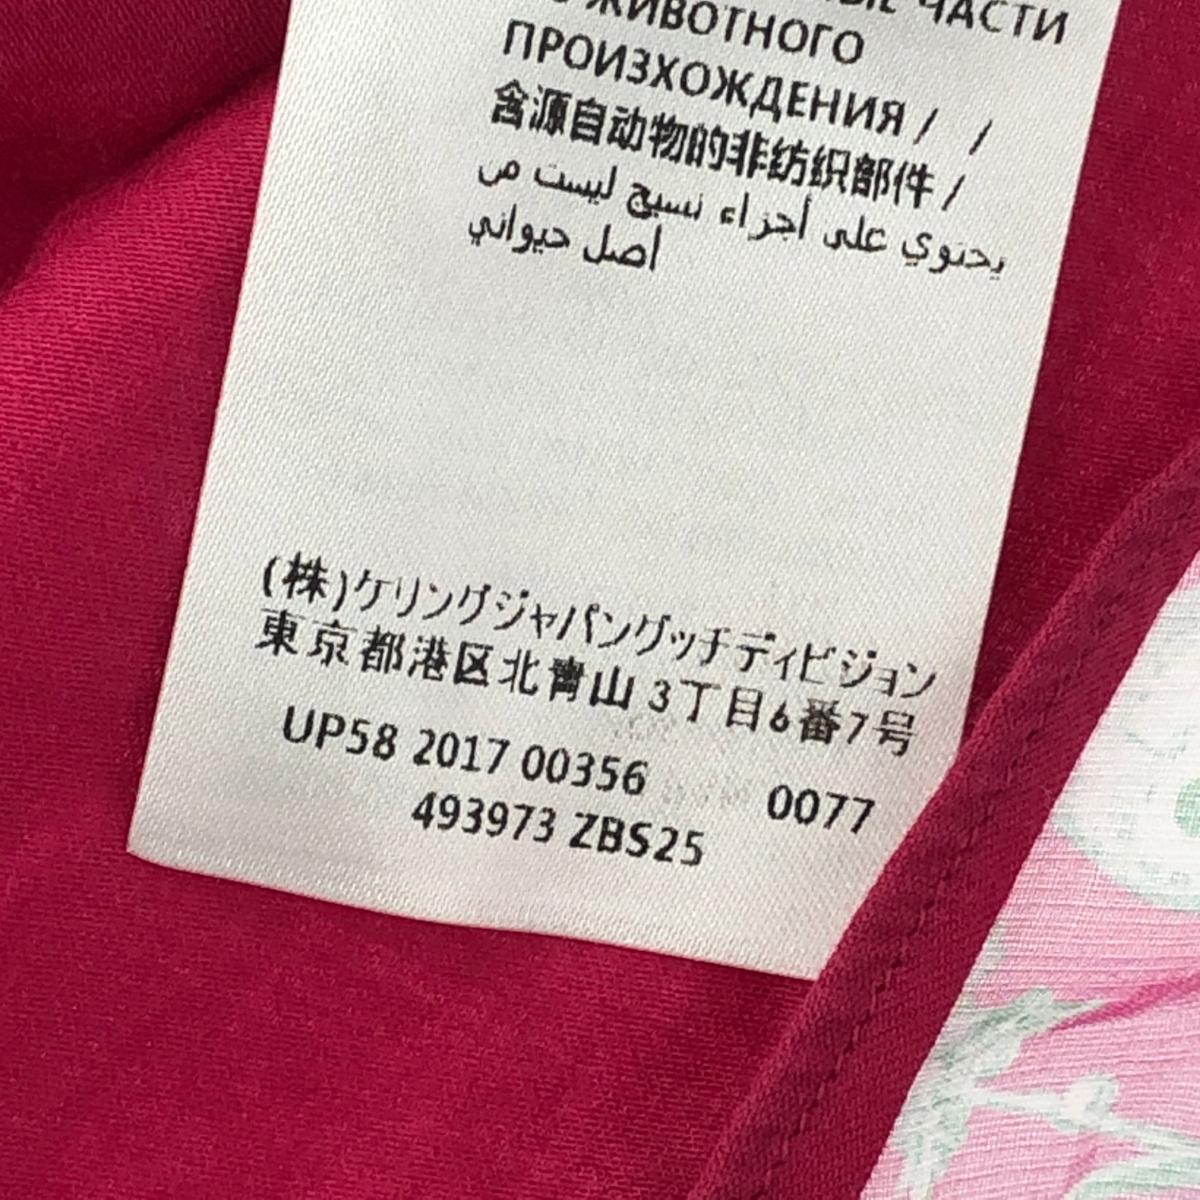 ЧАСТИ
ЖИВОТНОГО
ПРОИЗХОЖДЕНИЯ / /
含源自动物的非纺织部件 /
يحتوي على أجزاء نسيج ليست من
أصل حيواني
(株)ケリングジャパングッチディビジョン
東京都港区北青山3丁目6番7号
UP58 2017 00356 0077
493973 ZBS25